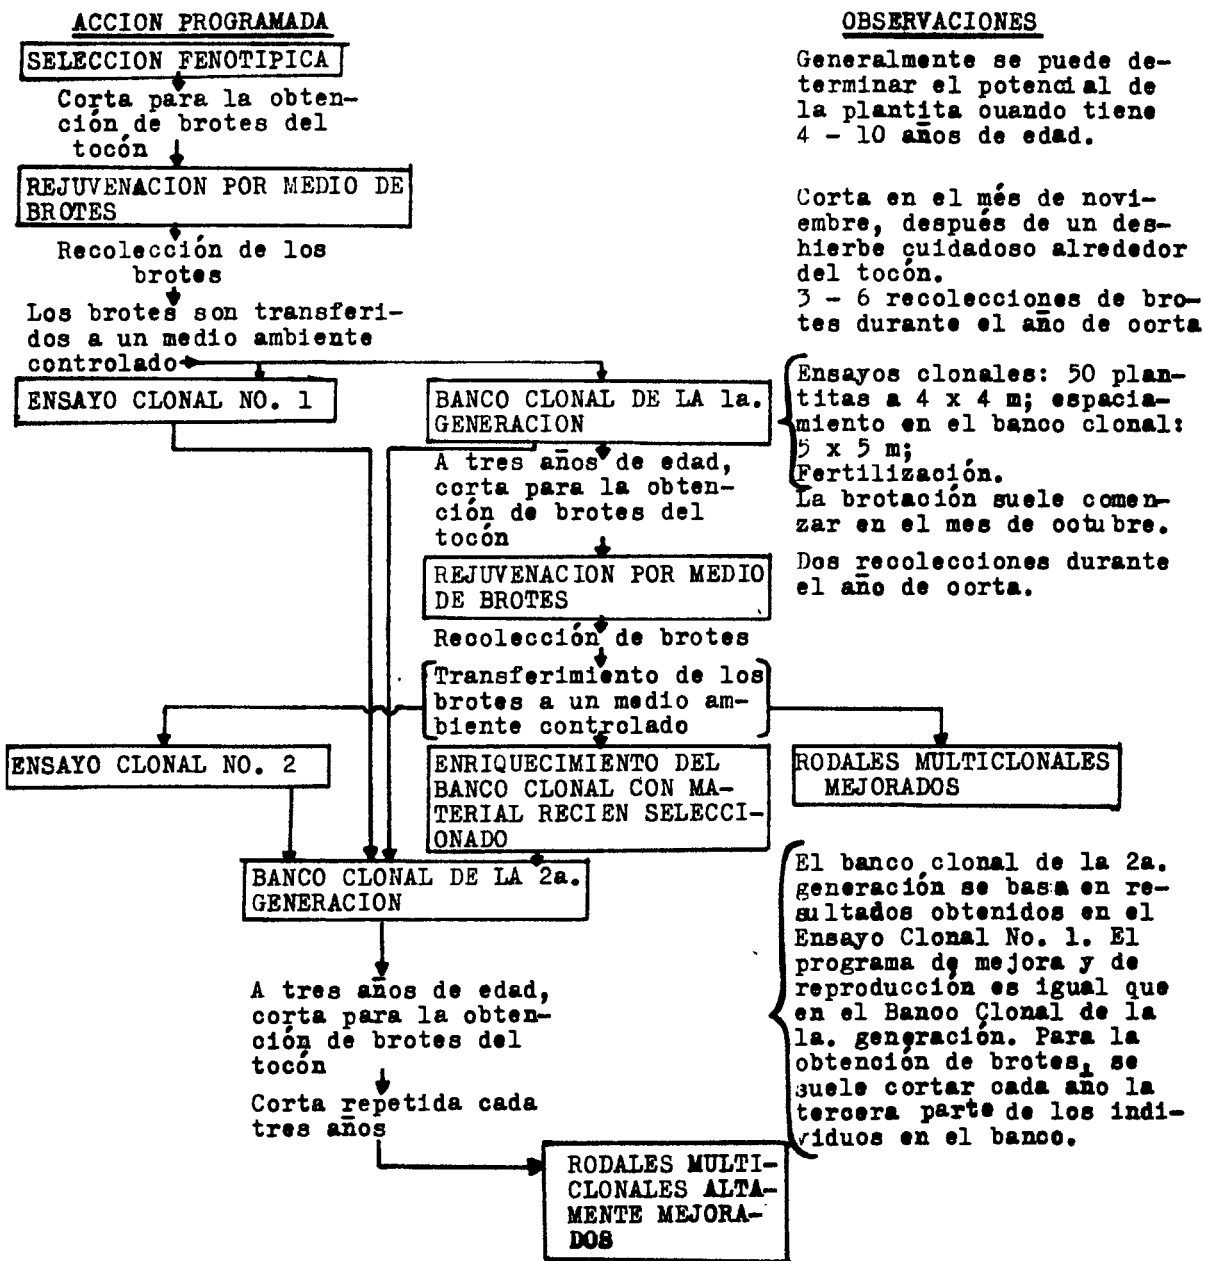 ACCION PROGRAMADA
SELECCION FENOTIPICA
Corta para la obten-
ción de brotes del
tocón
REJUVENACION POR MEDIO DE
BROTES
Recolección de los
brotes
Los brotes son transferi-
dos a un medio ambiente
controlado
ENSAYO CLONAL NO. 1
BANCO CLONAL DE LA 1a.
GENERACION
A tres años de edad,
corta para la obten-
ción de brotes del
tocón
REJUVENACION POR MEDIO
DE BROTES
Recolección de brotes
Transferimiento de los
brotes a un medio am-
biente controlado
ENSAYO CLONAL NO. 2
ENRIQUECIMIENTO DEL
BANCO CLONAL CON MA-
TERIAL RECIEN SELECCI-
ONADO
RODALES MULTICLONALES
MEJORADOS
BANCO CLONAL DE LA 2a.
GENERACION
A tres años de edad,
corta para la obten-
ción de brotes del
tocón
Corta repetida cada
tres años
RODALES MULTI-
CLONALES ALTA-
MENTE MEJORA-
DOS
OBSERVACIONES
Generalmente se puede de-
terminar el potencial de
la plantita cuando tiene
4 - 10 años de edad.
Corta en el més de novi-
embre, después de un des-
hierbe cuidadoso alrededor
del tocón.
3 - 6 recolecciones de bro-
tes durante el año de corta
Ensayos clonales: 50 plan-
titas a 4 x 4 m; espacia-
miento en el banco clonal:
5 x 5 m;
Fertilización.
La brotación suele comen-
zar en el mes de octubre.
Dos recolecciones durante
el año de corta.
El banco clonal de la 2a.
generación se basa en re-
sultados obtenidos en el
Ensayo Clonal No. 1. El
programa de mejora y de
reproducción es igual que
en el Banco Clonal de la
1a. generación. Para la
obtención de brotes, se
suele cortar cada año la
tercera parte de los indi-
viduos en el banco.